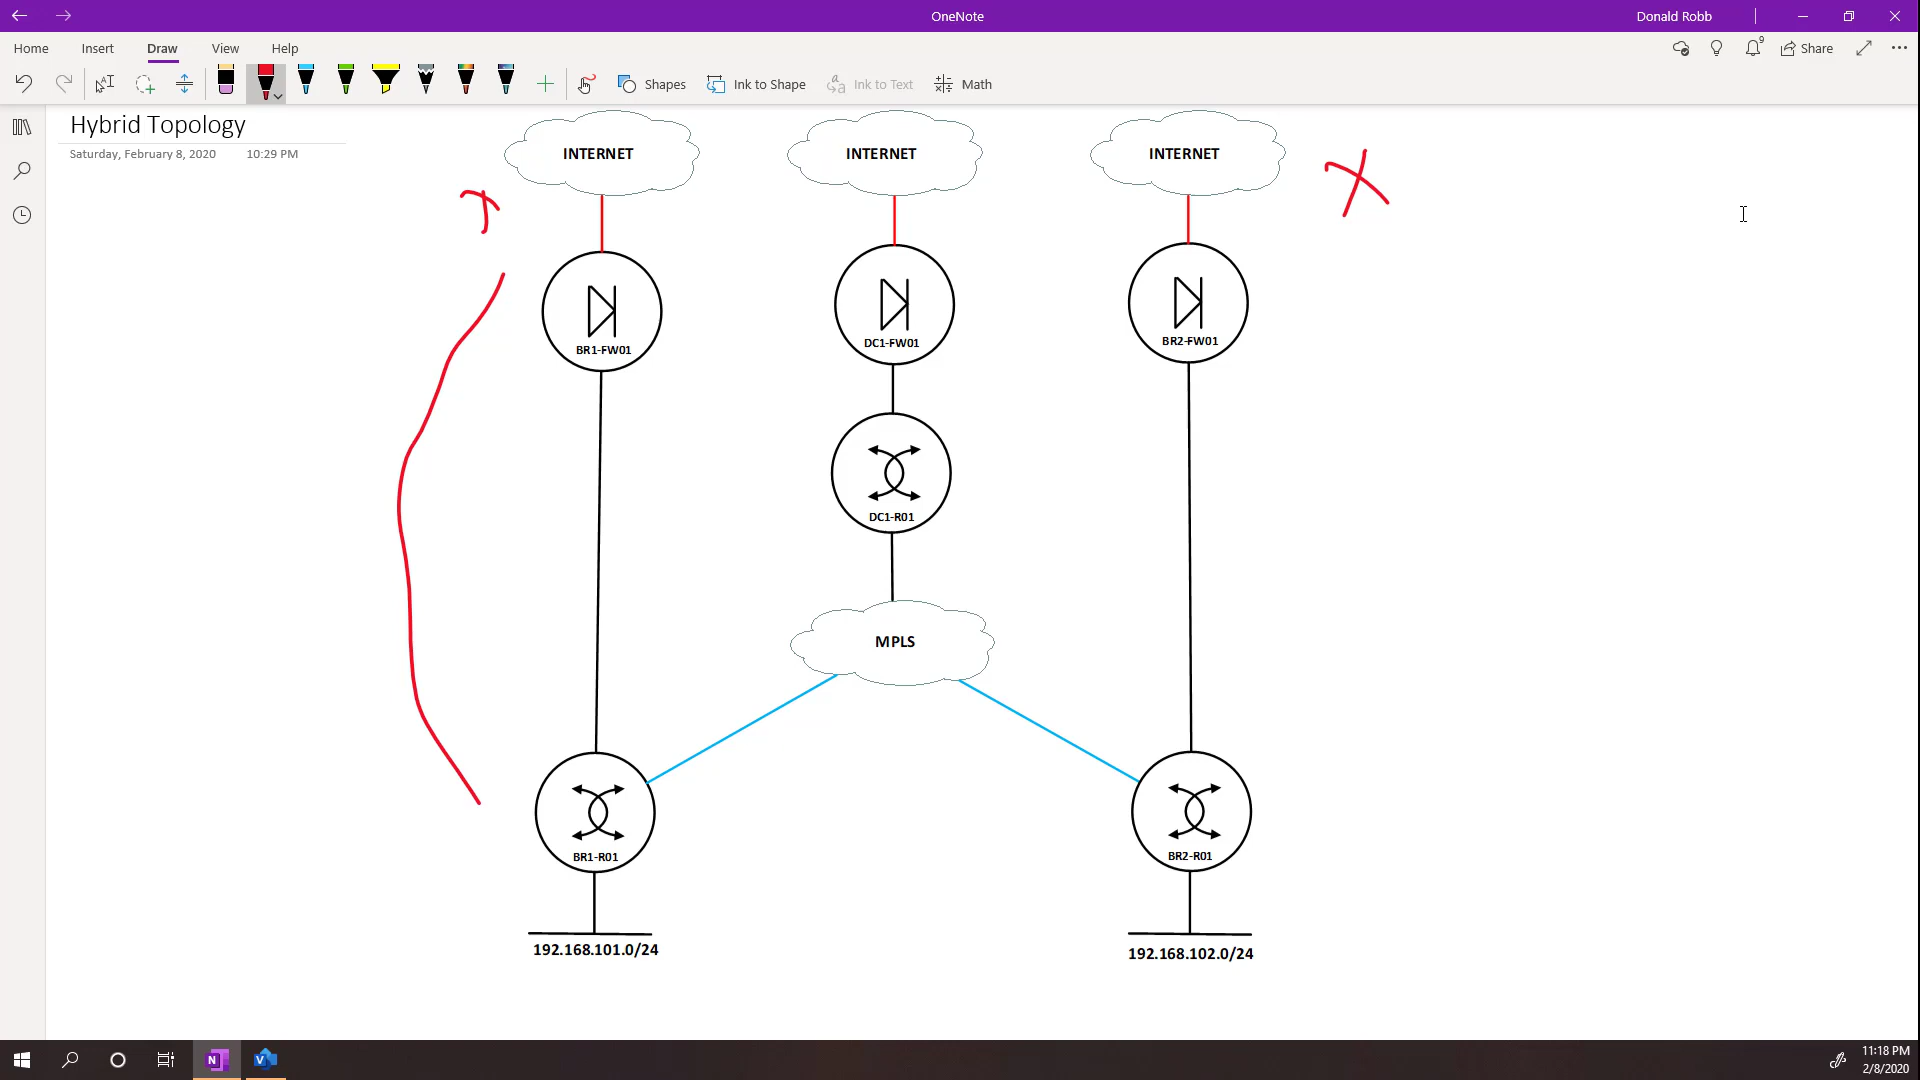 OneNote
Donald Robb
Home Insert Draw View Help
9
Share
Shapes
Ink to Shape
Ink to Text
Math
Hybrid Topology
Saturday, February 8, 2020 10:29 PM
INTERNET INTERNET INTERNET
BR1-FW01 DC1-FW01 BR2-FW01
DC1-R01
MPLS
BR1-R01 BR2-R01
192.168.101.0/24 192.168.102.0/24
11:18 PM
2/8/2020